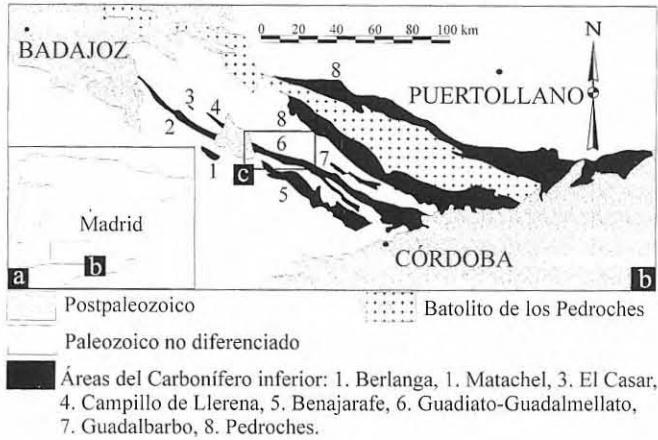 0 20 40 60 80 100 km
N
BADAJOZ
PUERTOLLANO
8
3
4
2
8
6
7
1
c
5
Madrid
b
CÓRDOBA
a
b
Postpaleozoico
Batolito de los Pedroches
Paleozoico no diferenciado
Áreas del Carbonífero inferior: 1. Berlanga, 1. Matachel, 3. El Casar,
4. Campillo de Llerena, 5. Benajarafe, 6. Guadiato-Guadalmellato,
7. Guadalbarbo, 8. Pedroches.